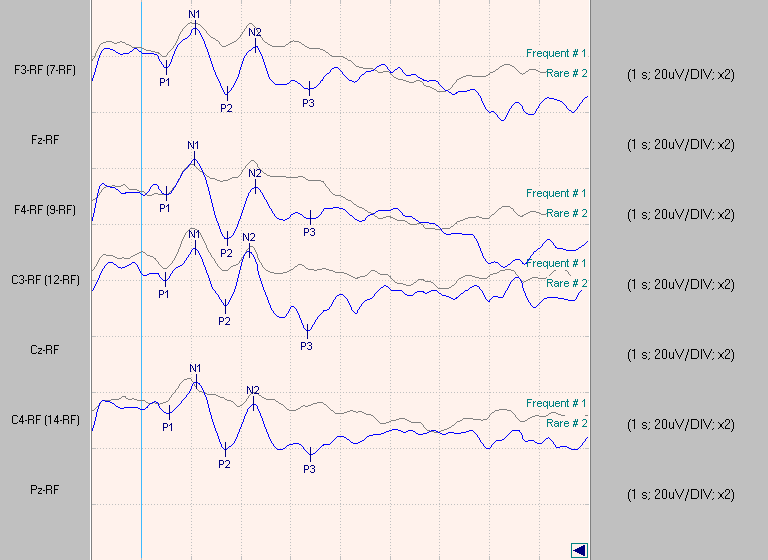 N1
N2
Frequent # 1
F3-RF (7-RF)
Rare # 2
(1 s; 20uV/DIV; x2)
P1
P2
P3
Fz-RF
N1
(1 s; 20uV/DIV; x2)
N2
Frequent # 1
F4-RF (9-RF)
P1
Rare # 2
(1 s; 20uV/DIV; x2)
P2
P3
N1
N2
Frequent # 1
C3-RF (12-RF)
P1
Rare # 2
(1 s; 20uV/DIV; x2)
P2
P3
Cz-RF
(1 s; 20uV/DIV; x2)
N1
N2
Frequent # 1
C4-RF (14-RF)
P1
Rare # 2
(1 s; 20uV/DIV; x2)
P2
P3
Pz-RF
(1 s; 20uV/DIV; x2)